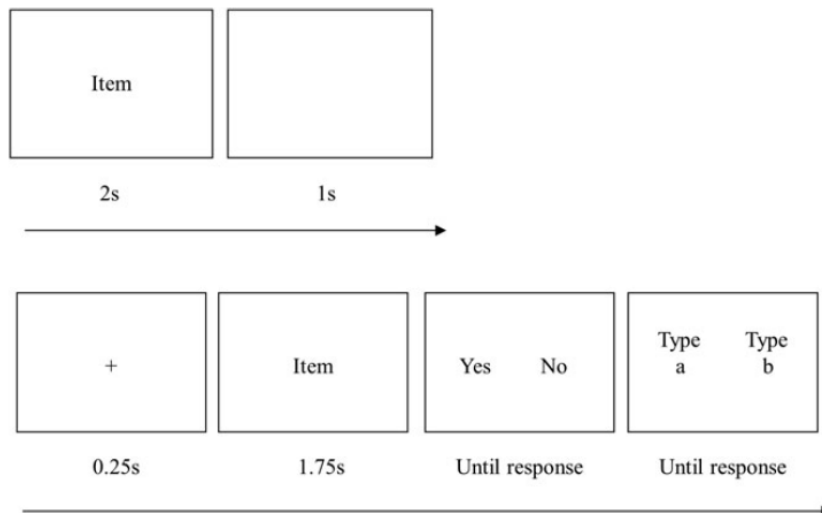 Item
2s 1s
+ Item Yes No Type a Type b
0.25s 1.75s Until response Until response